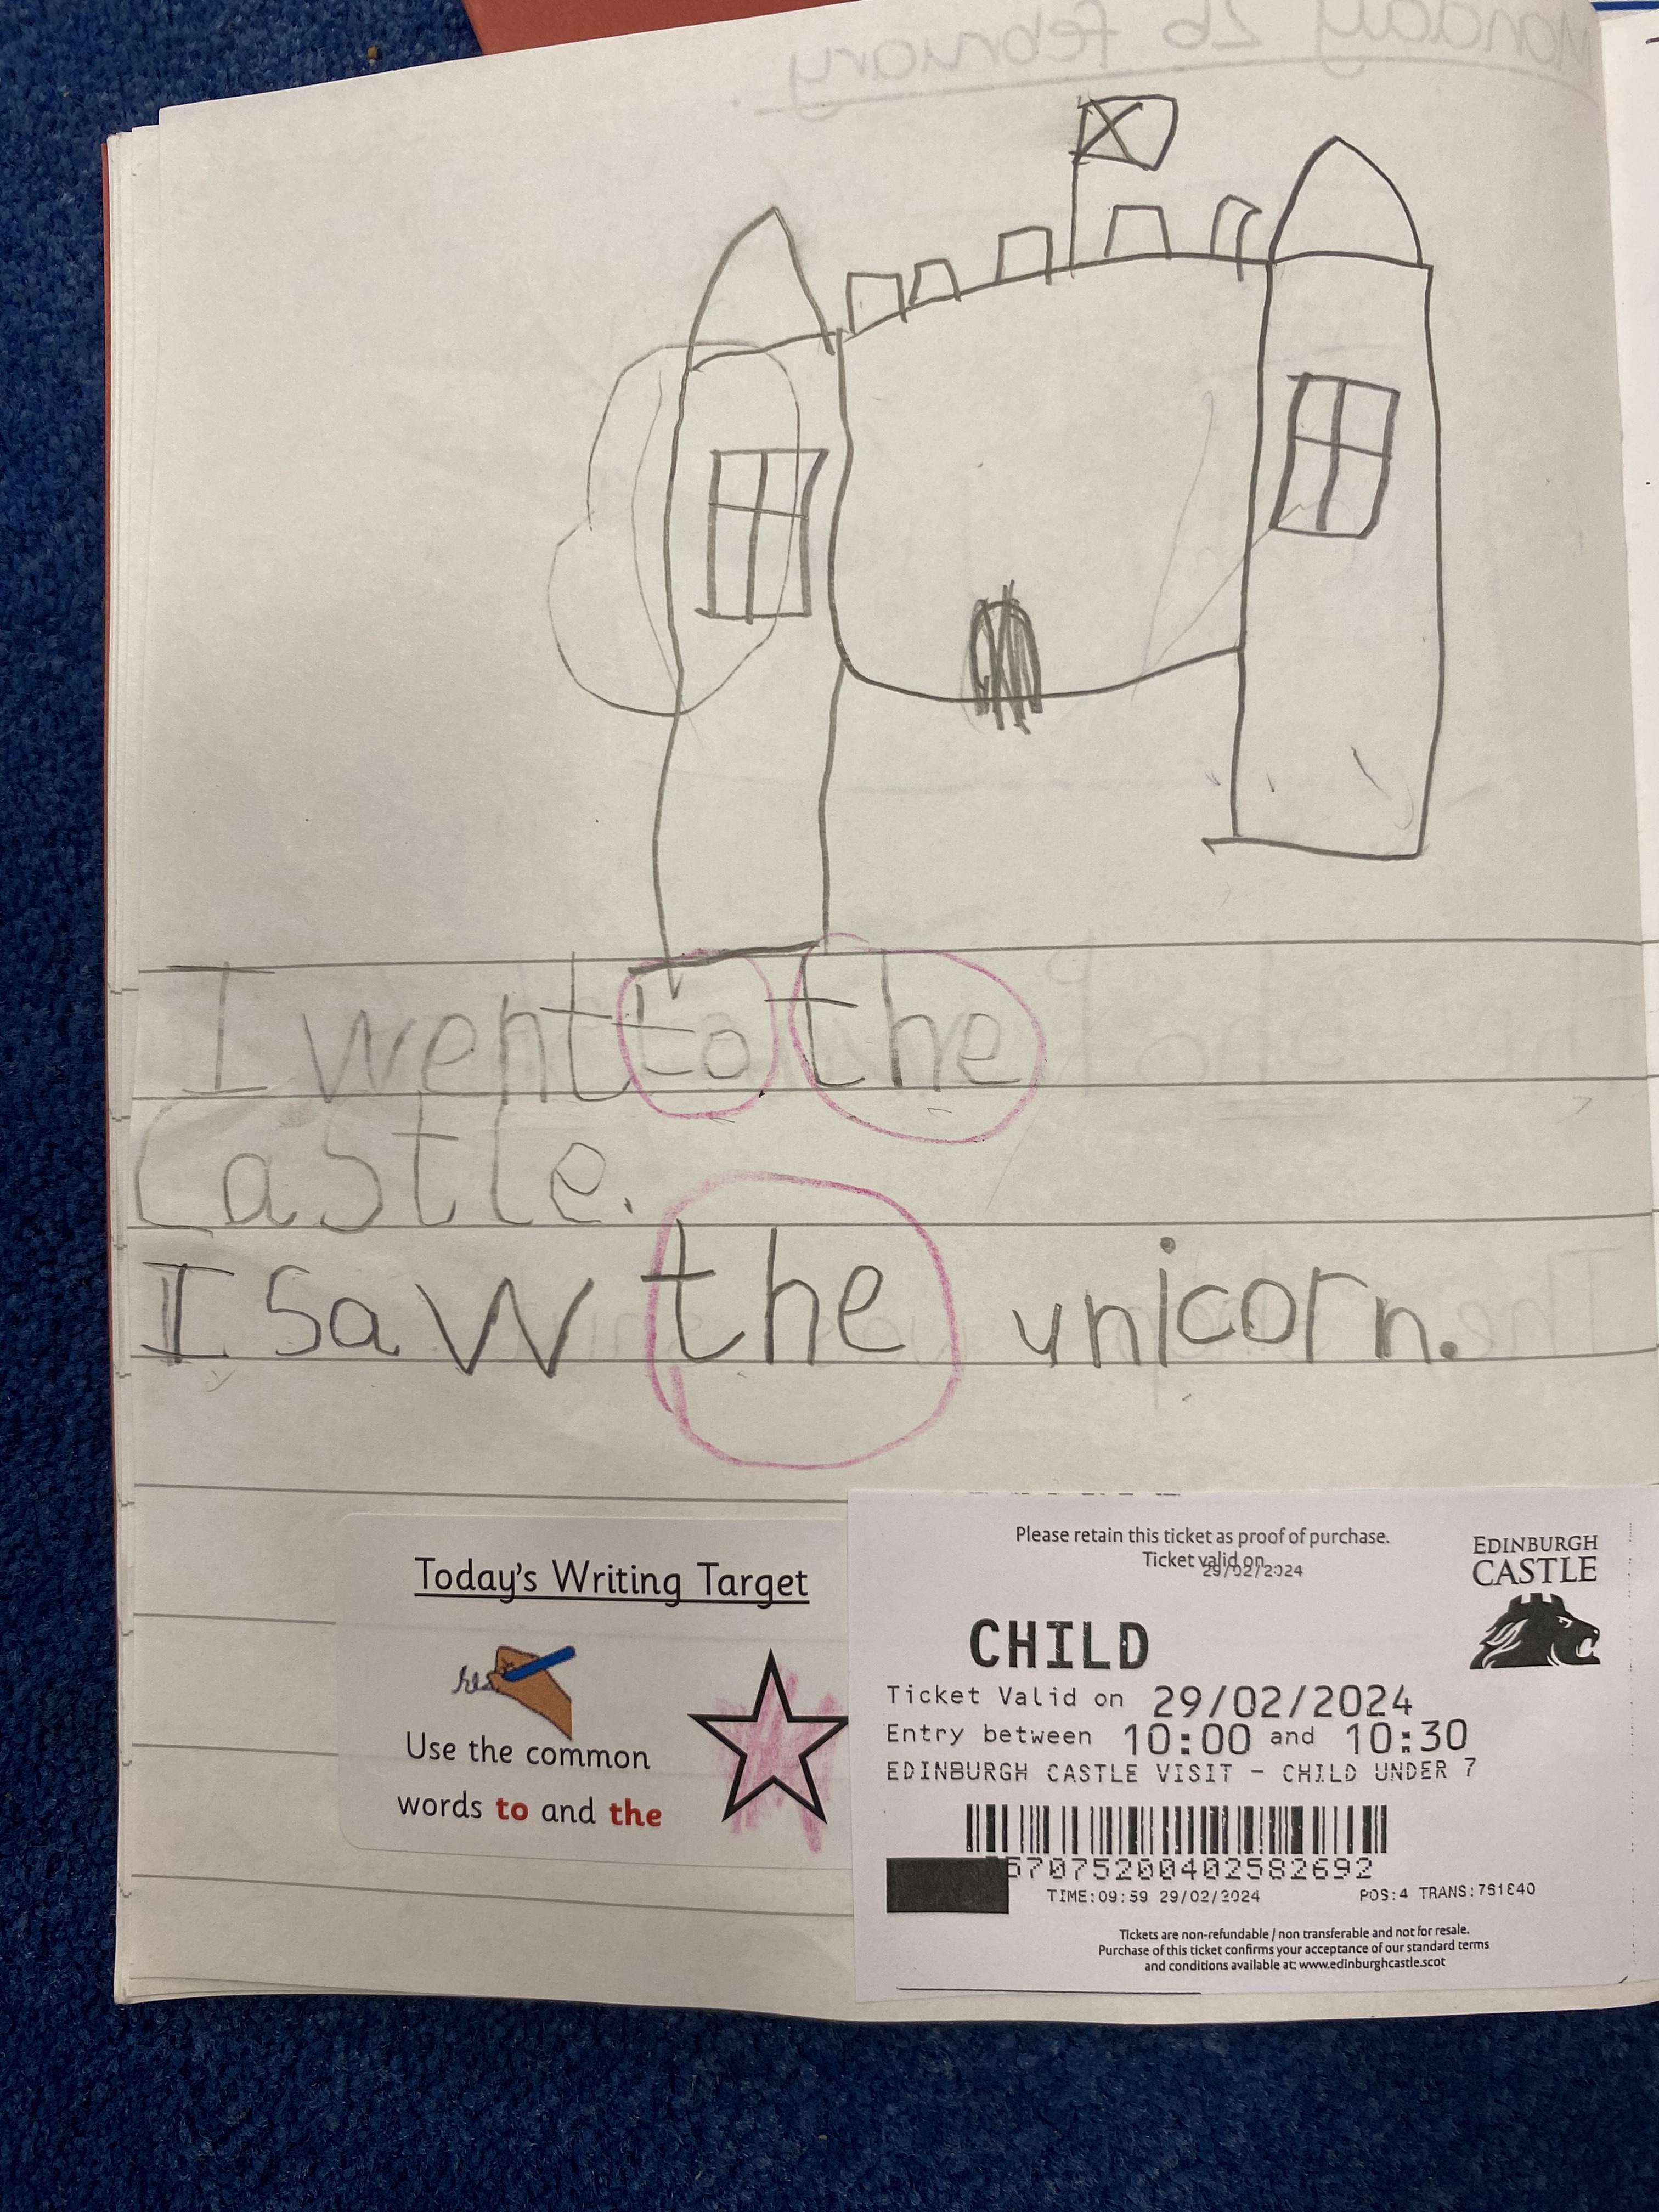 Monday 26 february.
I went to the
Castle.
I saw the unicorn.
Today's Writing Target
Use the common
words to and the
Please retain this ticket as proof of purchase.
Ticket valid on
29/02/2024
EDINBURGH
CASTLE
CHILD
Ticket Valid on 29/02/2024
Entry between 10:00 and 10:30
EDINBURGH CASTLE VISIT - CHILD UNDER 7
57075200402582692
TIME:09:59 29/02/2024 POS:4 TRANS:751640
Tickets are non-refundable / non transferable and not for resale.
Purchase of this ticket confirms your acceptance of our standard terms
and conditions available at: www.edinburghcastle.scot